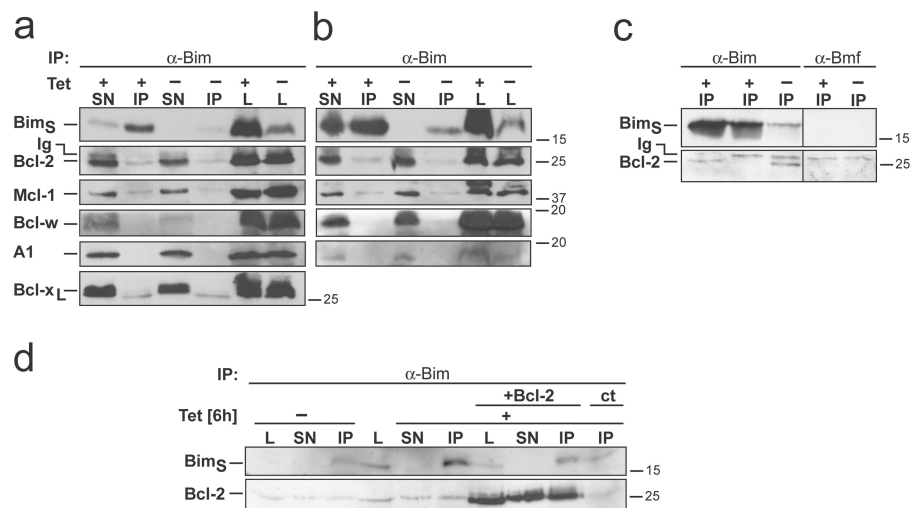 a
IP: α-Bim
Tet + + − − + −
SN IP SN IP L L
BimS
Ig
Bcl-2
Mcl-1
Bcl-w
A1
Bcl-xL
25
b
α-Bim
+ + − − + −
SN IP SN IP L L
15
25
37
20
20
c
α-Bim α-Bmf
+ + − + −
IP IP IP IP IP
BimS
15
Ig
Bcl-2
25
d
IP: α-Bim
+Bcl-2 ct
Tet [6h] − +
L SN IP L SN IP L SN IP IP
BimS
15
Bcl-2
25